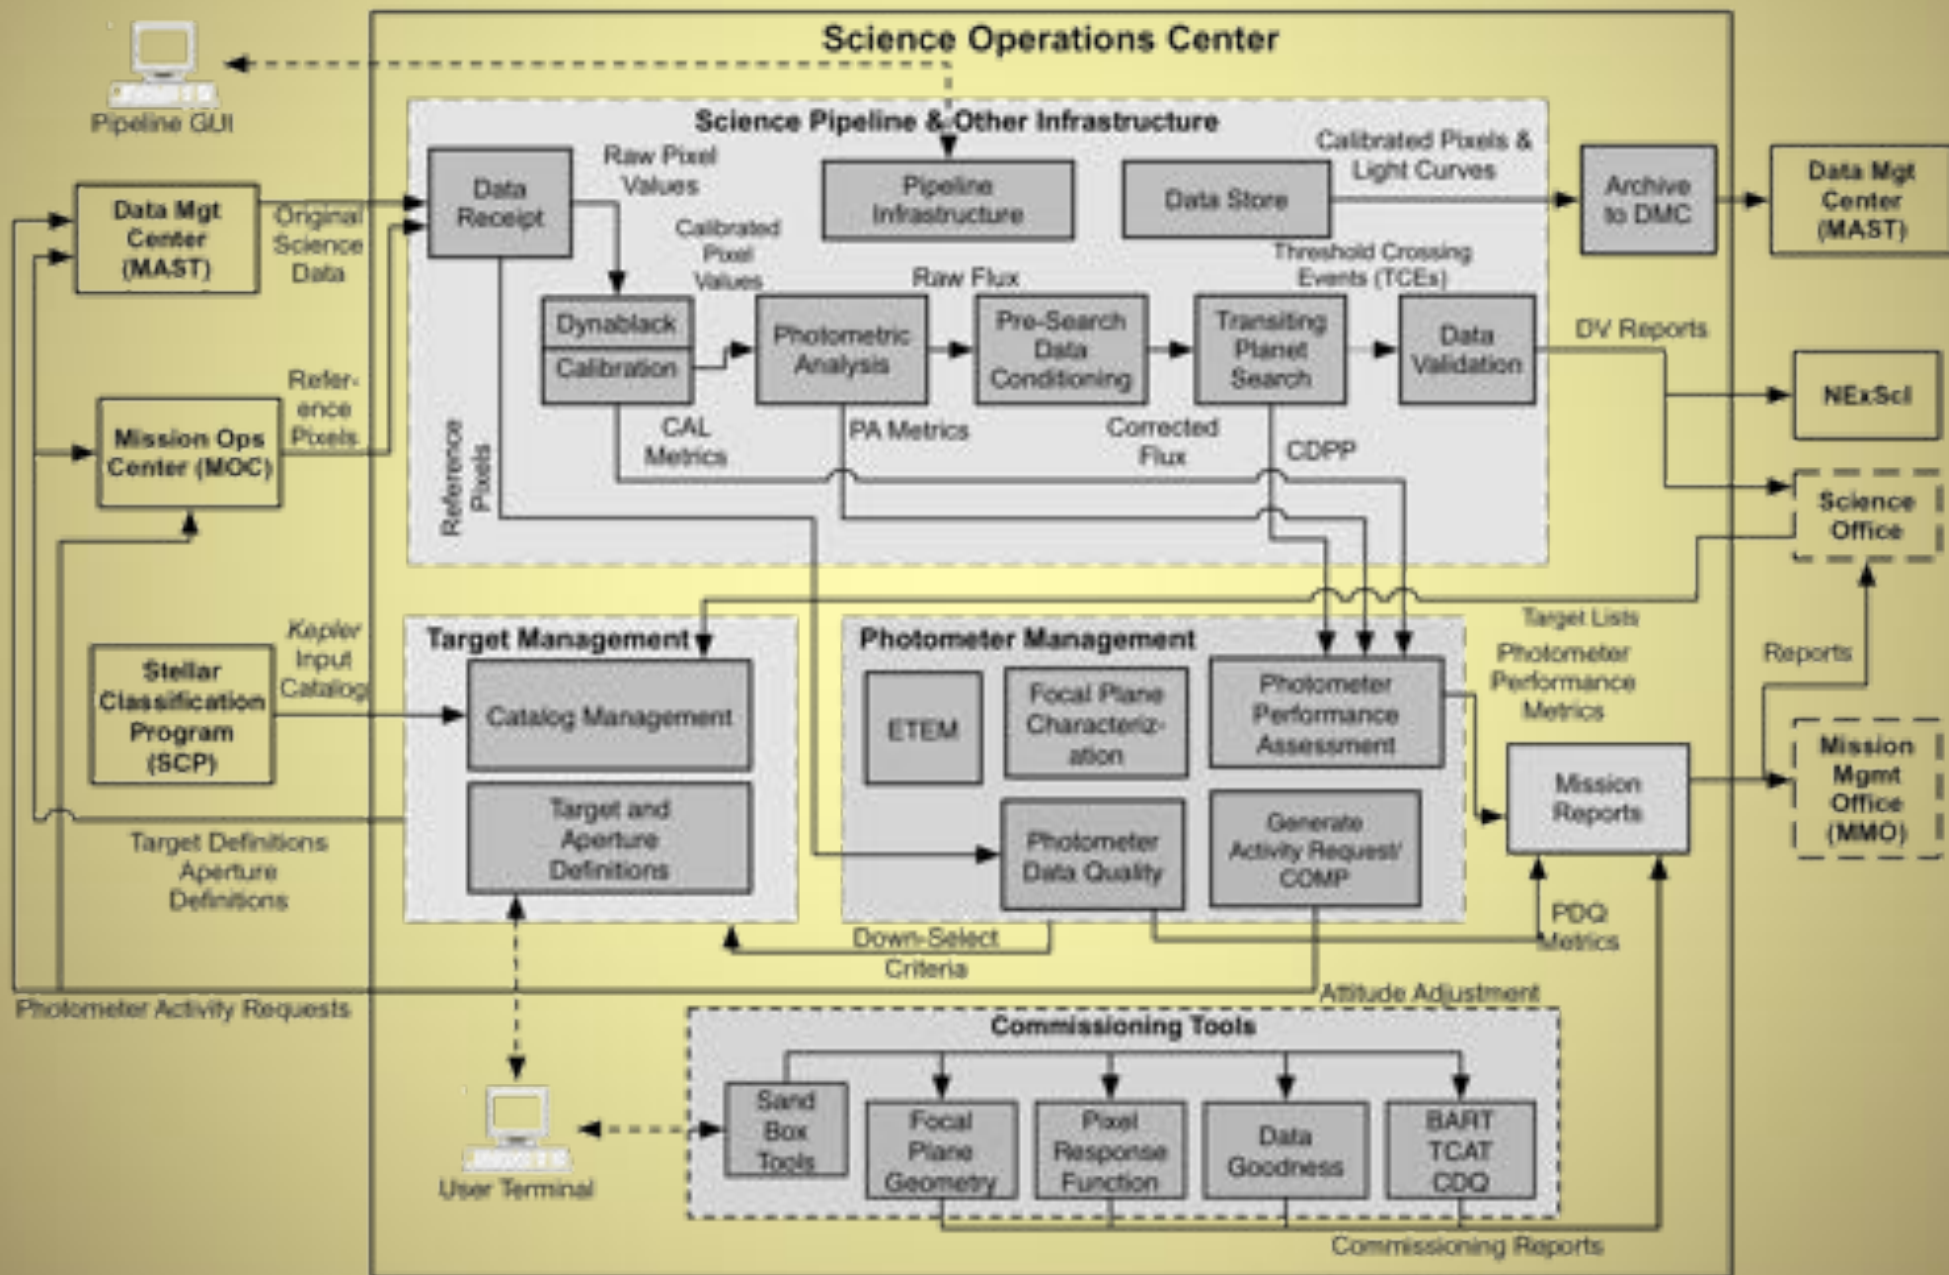 Science Operations Center
Pipeline GUI
Science Pipeline & Other Infrastructure
Data
Receipt
Raw Pixel
Values
Pipeline
Infrastructure
Data Store
Calibrated Pixels &
Light Curves
Archive
to DMC
Data Mgt
Center
(MAST)
Data Mgt
Center
(MAST)
Original
Science
Data
Calibrated
Pixel
Values
Raw Flux
Threshold Crossing
Events (TCEs)
Dynablack
Calibration
Photometric
Analysis
Pre-Search
Data
Conditioning
Transiting
Planet
Search
Data
Validation
DV Reports
NExScI
Refer-
ence
Pixels
Mission Ops
Center (MOC)
Reference
Pixels
CAL
Metrics
PA Metrics
Corrected
Flux
CDPP
Science
Office
Target Lists
Kepler
Input
Catalog
Stellar
Classification
Program
(SCP)
Target Management
Catalog Management
Target and
Aperture
Definitions
Photometer Management
ETEM
Focal Plane
Characteriz-
ation
Photometer
Performance
Assessment
Photometer
Performance
Metrics
Reports
Mission
Reports
Mission
Mgmt
Office
(MMO)
Photometer
Data Quality
Generate
Activity Request/
COMP
Target Definitions
Aperture
Definitions
Down-Select
Criteria
PDQ
Metrics
Attitude Adjustment
Photometer Activity Requests
Commissioning Tools
Sand
Box
Tools
Focal
Plane
Geometry
Pixel
Response
Function
Data
Goodness
BART
TCAT
CDQ
User Terminal
Commissioning Reports